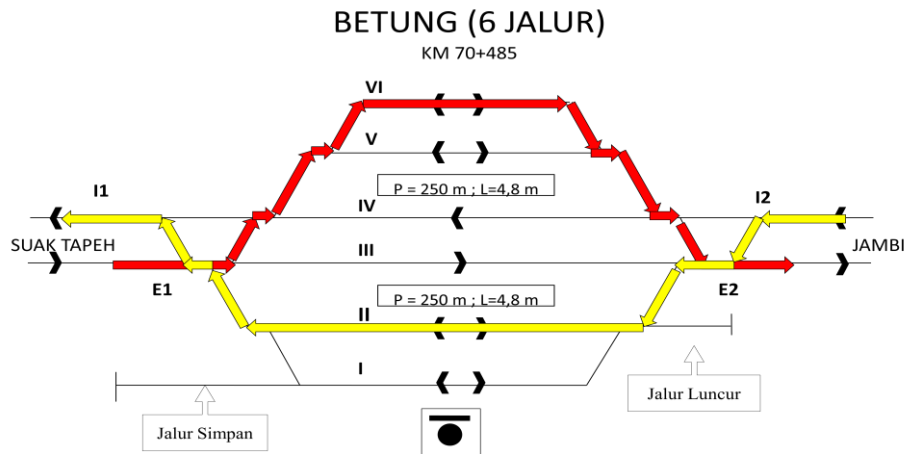 BETUNG (6 JALUR)
KM 70+485
VI
V
P = 250 m ; L=4,8 m
I1
IV
I2
SUAK TAPEH
III
JAMBI
E1
E2
P = 250 m ; L=4,8 m
II
I
Jalur Luncur
Jalur Simpan